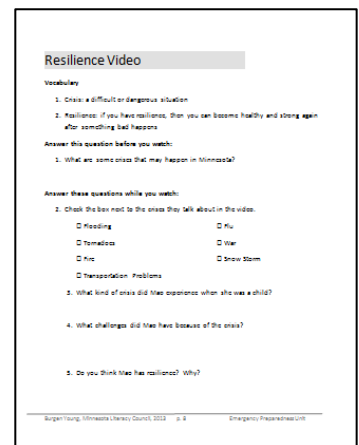 Resilience Video
Vocabulary
1. Crisis: a difficult or dangerous situation
2. Resilience: if you have resilience, then you can become healthy and strong again
after something bad happens
Answer this question before you watch:
1. What are some crises that may happen in Minnesota?
Answer these questions while you watch:
2. Check the box next to the crises they talk about in the video.
☐ Flooding ☐ Flu
☐ Tornadoes ☐ War
☐ Fire ☐ Snow Storm
☐ Transportation Problems
3. What kind of crisis did Mao experience when she was a child?
4. What challenges did Mao have because of the crisis?
5. Do you think Mao has resilience? Why?
Burgen Young, Minnesota Literacy Council, 2013 p. 8 Emergency Preparedness Unit